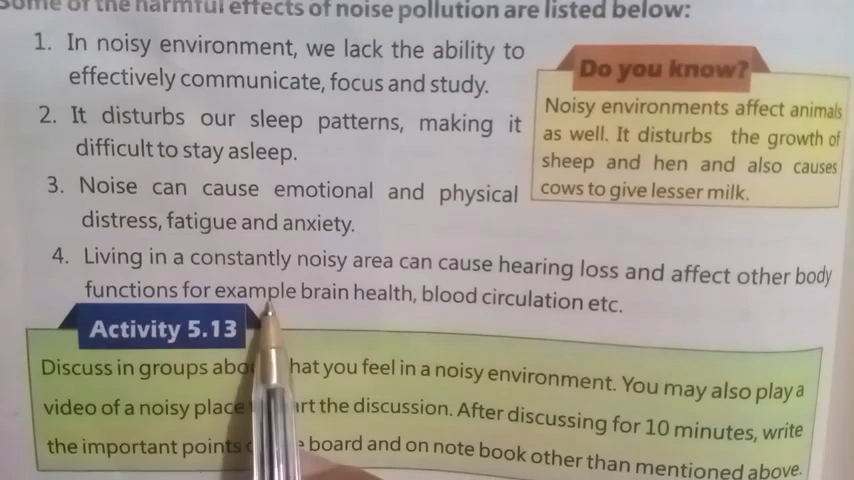 Some of the harmful effects of noise pollution are listed below:
1. In noisy environment, we lack the ability to
effectively communicate, focus and study.
2. It disturbs our sleep patterns, making it
difficult to stay asleep.
3. Noise can cause emotional and physical
distress, fatigue and anxiety.
Do you know?
Noisy environments affect animals
as well. It disturbs the growth of
sheep and hen and also causes
cows to give lesser milk.
4. Living in a constantly noisy area can cause hearing loss and affect other body
functions for example brain health, blood circulation etc.
Activity 5.13
Discuss in groups you feel in a noisy environment. You may also play a
video of a noisy place the discussion. After discussing for 10 minutes, write
the important points board and on note book other than mentioned above.